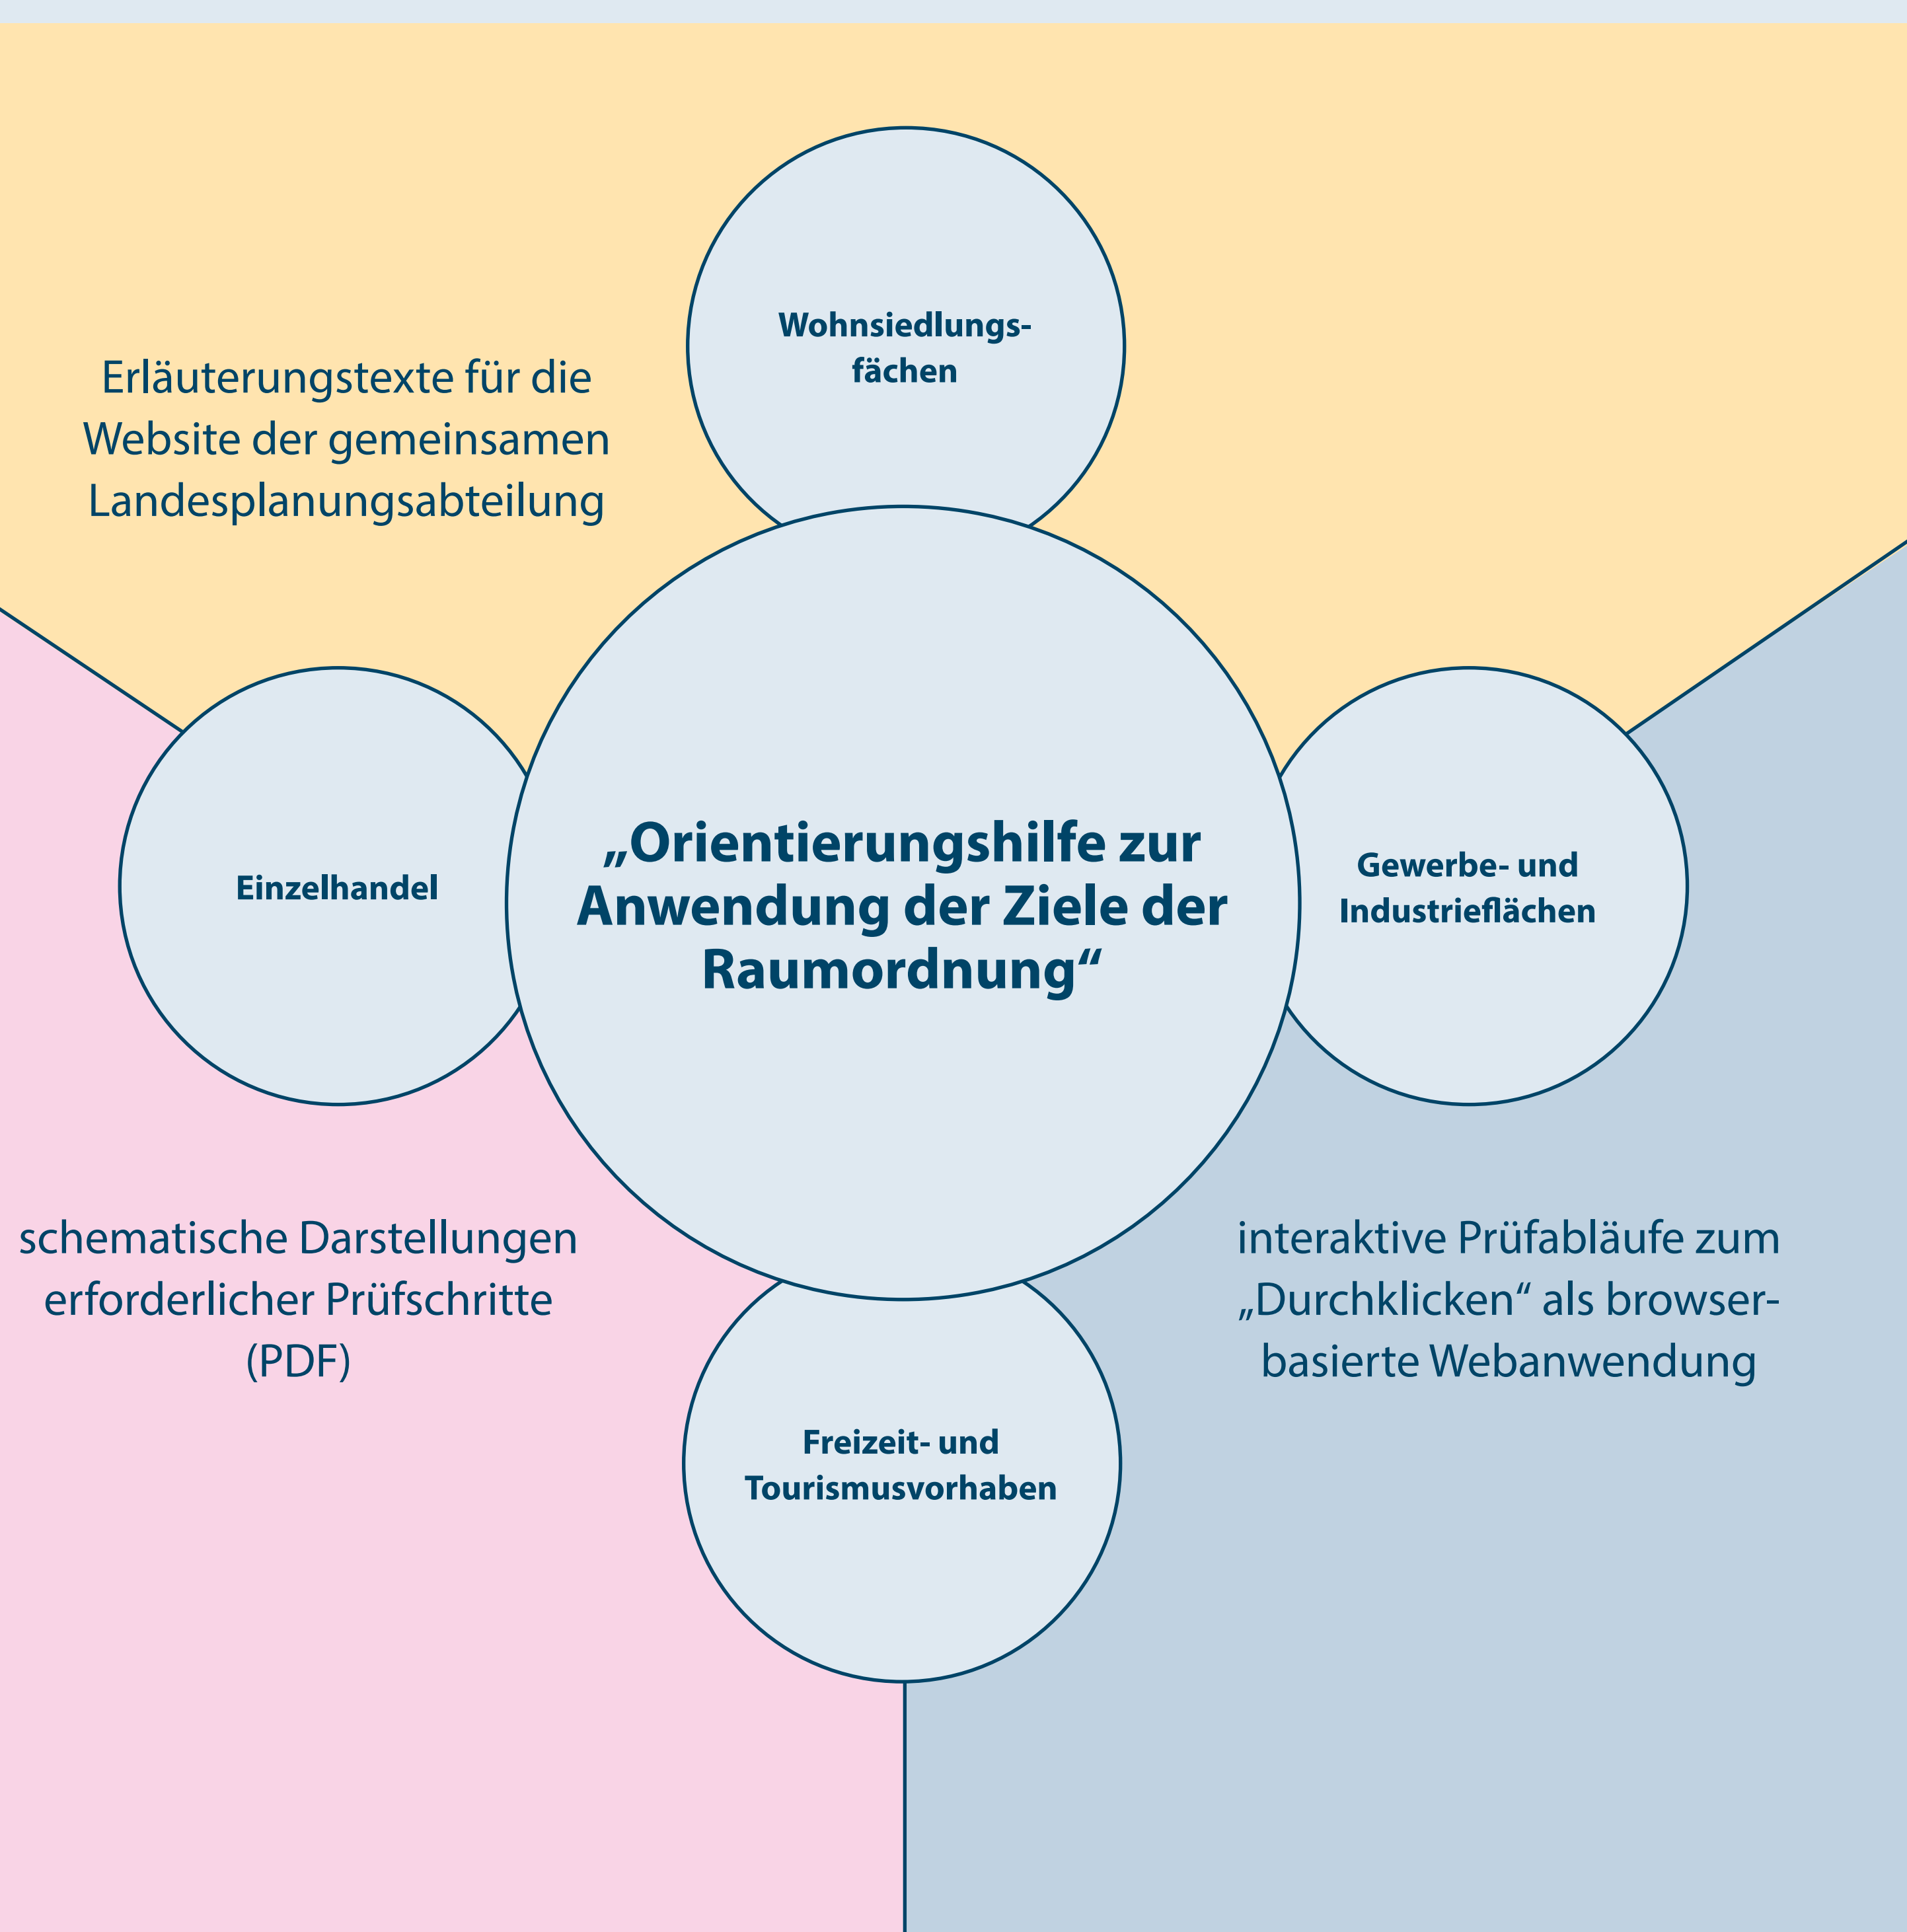 Wohnsiedlungs-
fächen
Erläuterungstexte für die
Website der gemeinsamen
Landesplanungsabteilung
Einzelhandel
„Orientierungshilfe zur
Anwendung der Ziele der
Raumordnung“
Gewerbe- und
Industrieflächen
schematische Darstellungen
erforderlicher Prüfschritte
(PDF)
interaktive Prüfabläufe zum
„Durchklicken“ als browser-
basierte Webanwendung
Freizeit- und
Tourismusvorhaben